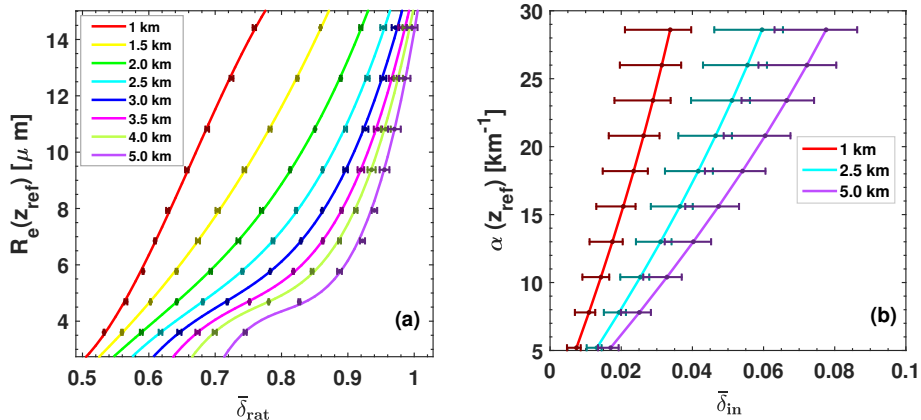 14
12
10
8
6
4
R_e(z_ref) [μ m]
1 km
1.5 km
2.0 km
2.5 km
3.0 km
3.5 km
4.0 km
5.0 km
(a)
0.5 0.6 0.7 0.8 0.9 1
δ̄_rat
30
25
20
15
10
5
α (z_ref) [km⁻¹]
(b)
1 km
2.5 km
5.0 km
(b)
0 0.02 0.04 0.06 0.08 0.1
δ̄_in